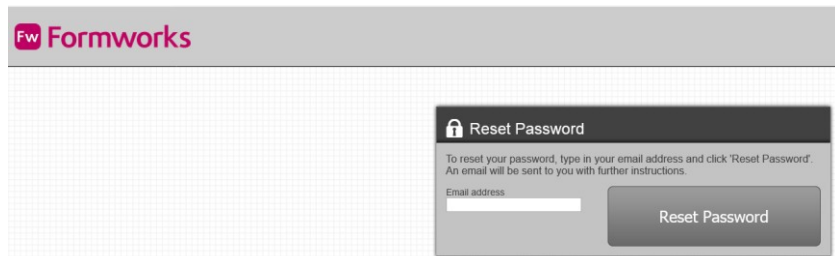 Fw Formworks
Reset Password
To reset your password, type in your email address and click 'Reset Password'.
An email will be sent to you with further instructions.
Email address
Reset Password